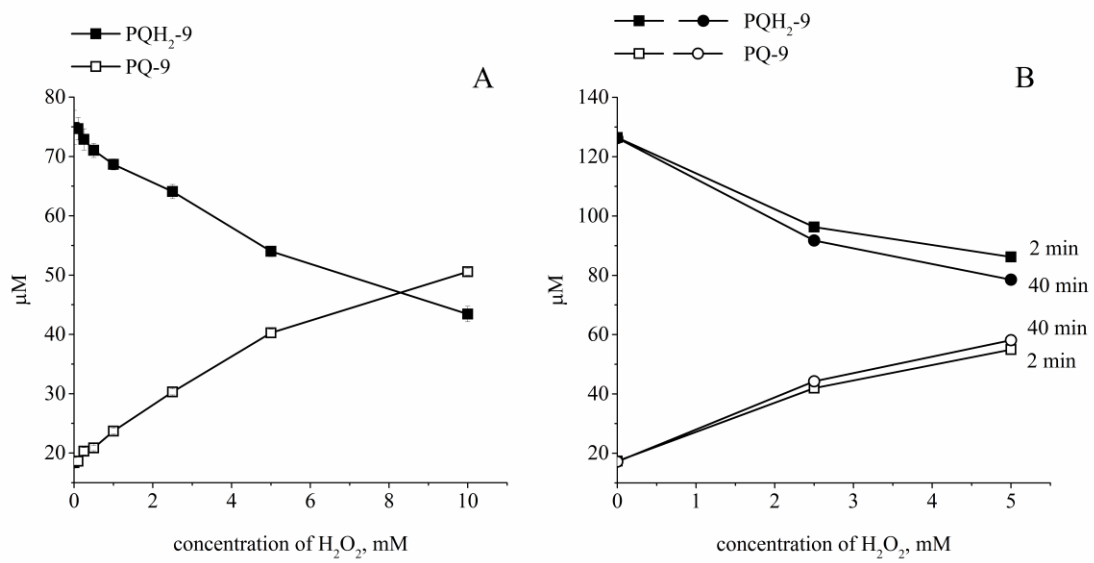 PQH₂-9
PQ-9
A
80
70
60
50
40
30
20
μM
0 2 4 6 8 10
concentration of H₂O₂, mM
PQH₂-9
PQ-9
B
140
120
100
80
60
40
20
μM
2 min
40 min
40 min
2 min
0 1 2 3 4 5
concentration of H₂O₂, mM